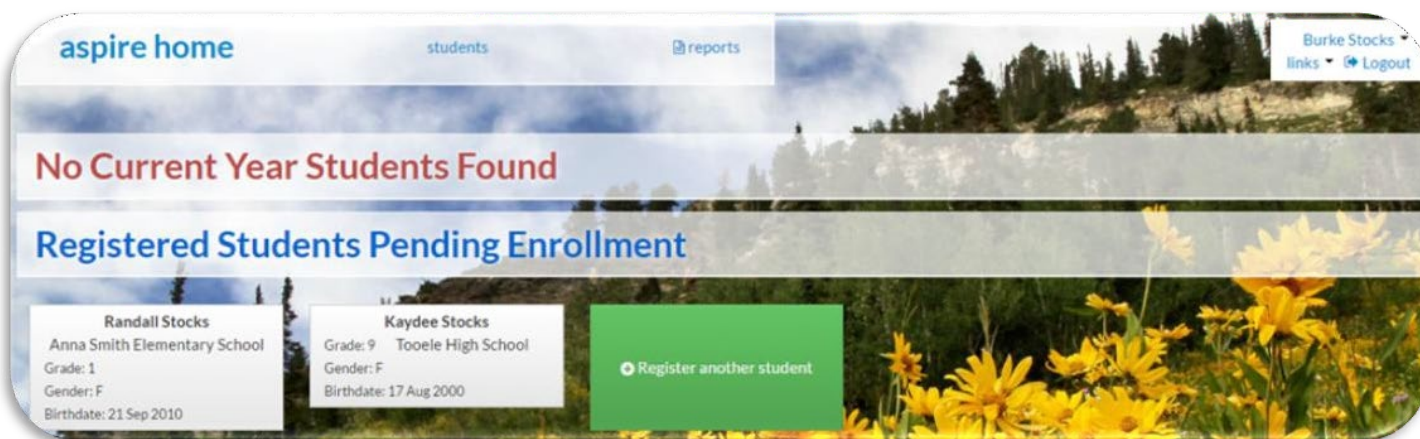 aspire home students reports
Burke Stocks
links Logout
No Current Year Students Found
Registered Students Pending Enrollment
Randall Stocks
Anna Smith Elementary School
Grade: 1
Gender: F
Birthdate: 21 Sep 2010
Kaydee Stocks
Grade: 9 Tooele High School
Gender: F
Birthdate: 17 Aug 2000
Register another student